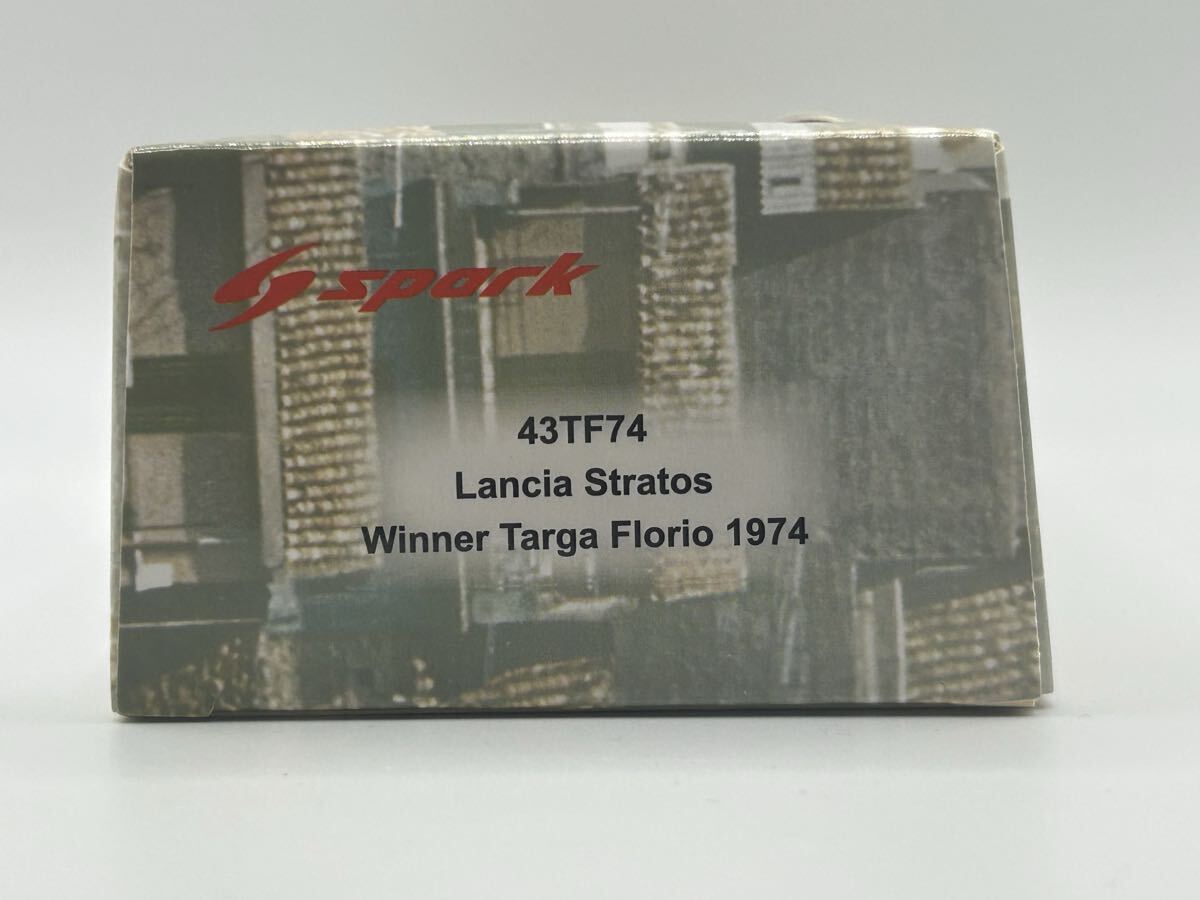 spark
43TF74
Lancia Stratos
Winner Targa Florio 1974